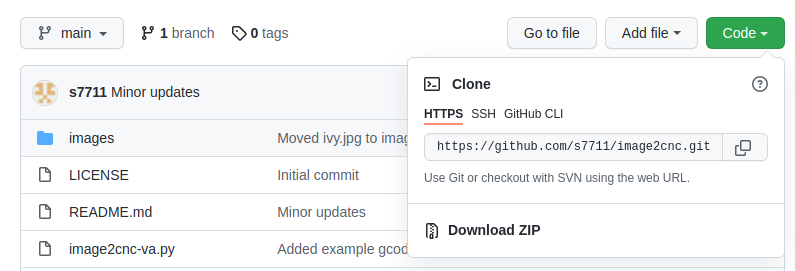 main 1 branch 0 tags Go to file Add file Code
s7711 Minor updates
Clone
HTTPS SSH GitHub CLI
images Moved ivy.jpg to
https://github.com/s7711/image2cnc.git
LICENSE Initial commit
Use Git or checkout with SVN using the web URL.
README.md Minor updates
Download ZIP
image2cnc-va.py Added example